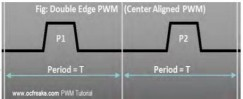 Fig: Double Edge PWM (Center Aligned PWM)
P1 P2
Period = T Period = T
www.ocfreaks.com PWM Tutorial